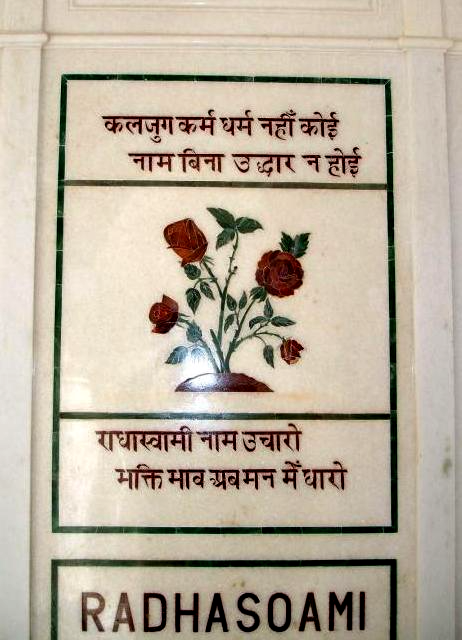 कलजुग कर्म धर्म नहीँ कोई
नाम बिना उद्धार न होई
राधास्वामी नाम उचारो
भक्ति भाव अब मन मेँ धारो
RADHASOAMI